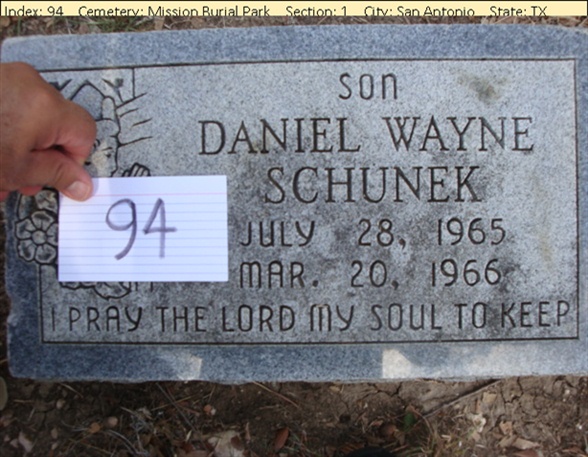 Index: 94 Cemetery: Mission Burial Park Section: 1 City: San Antonio State: TX
SON
DANIEL WAYNE
SCHUNEK
94
JULY 28, 1965
MAR. 20, 1966
I PRAY THE LORD MY SOUL TO KEEP